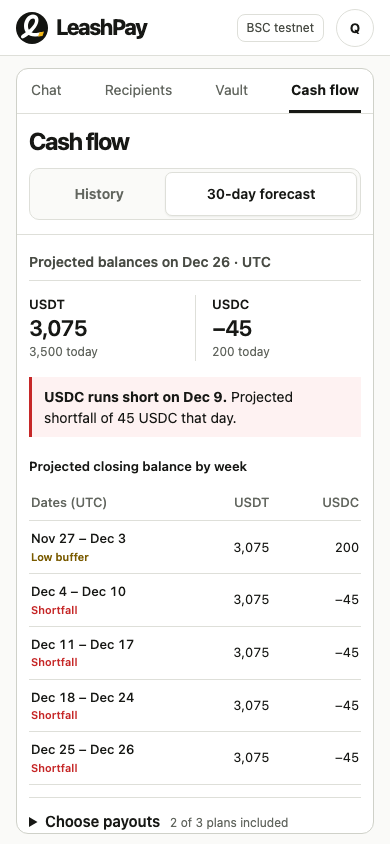 LeashPay
BSC testnet
Q
Chat Recipients Vault Cash flow
Cash flow
History 30-day forecast
Projected balances on Dec 26 · UTC
USDT USDC
3,075 –45
3,500 today 200 today
USDC runs short on Dec 9. Projected
shortfall of 45 USDC that day.
Projected closing balance by week
Dates (UTC) USDT USDC
Nov 27 – Dec 3 3,075 200
Low buffer
Dec 4 – Dec 10 3,075 –45
Shortfall
Dec 11 – Dec 17 3,075 –45
Shortfall
Dec 18 – Dec 24 3,075 –45
Shortfall
Dec 25 – Dec 26 3,075 –45
Shortfall
Choose payouts 2 of 3 plans included